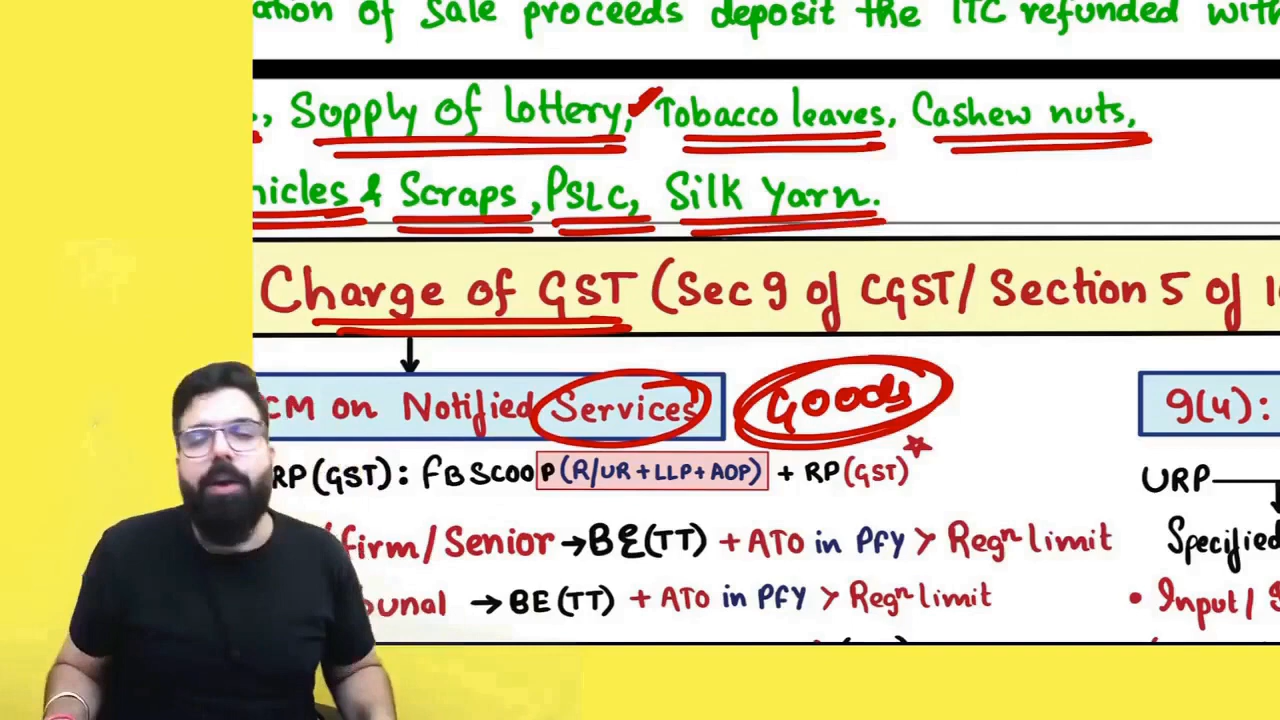 ation of Sale proceeds deposit the ITC refunded with
, Supply of lottery, Tobacco leaves, Cashew nuts,
hicles & Scraps, PSLC, Silk Yarn.
Charge of GST (Sec 9 of CGST/ Section 5 of
CM on Notified Services Goods
9(4):
RP(GST): FBSCOOP(R/UR+LLP+AOP) + RP(GST)*
URP
firm/Senior → BE(TT) + ATO in PFY > Regn limit
Specified
bunal → BE(TT) + ATO in PFY > Regn limit
• Input/